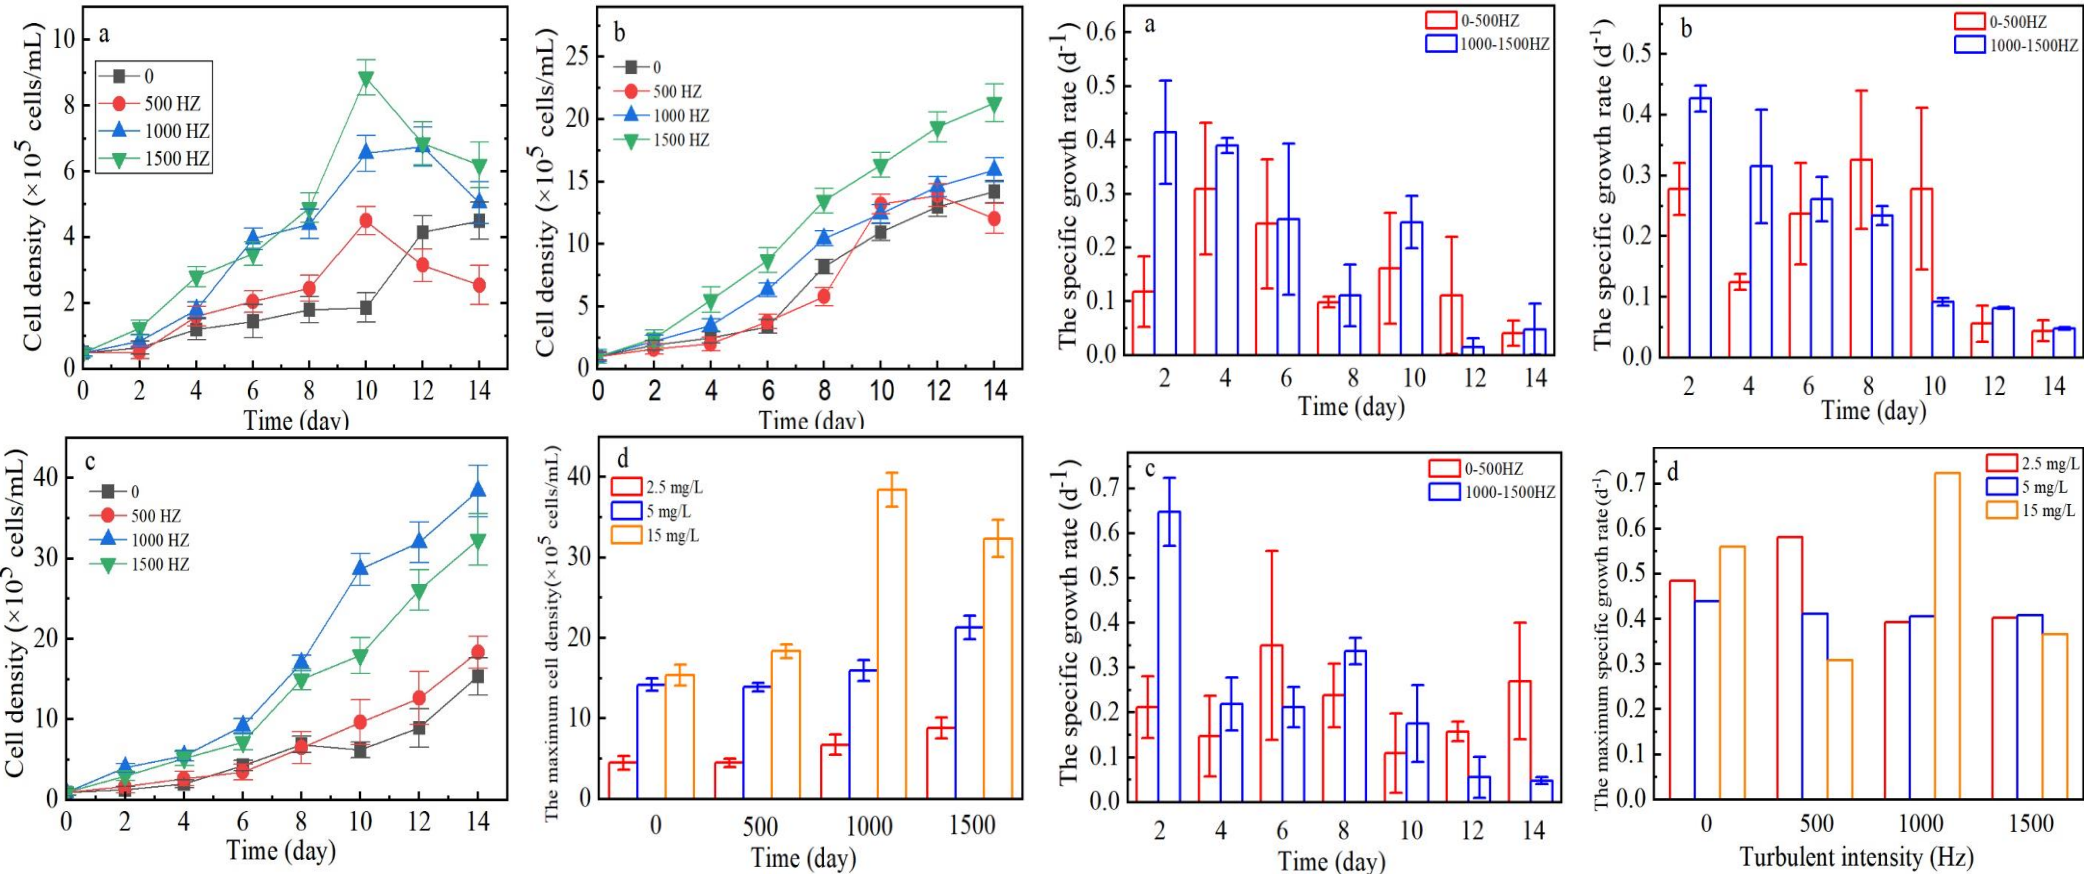 a
Cell density (×10⁵ cells/mL)
10
8
6
4
2
0
0
500 HZ
1000 HZ
1500 HZ
0 2 4 6 8 10 12 14
Time (day)
b
Cell density (×10⁵ cells/mL)
25
20
15
10
5
0
0
500 HZ
1000 HZ
1500 HZ
0 2 4 6 8 10 12 14
Time (day)
a
The specific growth rate (d⁻¹)
0.6
0.5
0.4
0.3
0.2
0.1
0.0
0-500HZ
1000-1500HZ
2 4 6 8 10 12 14
Time (day)
b
The specific growth rate (d⁻¹)
0.5
0.4
0.3
0.2
0.1
0.0
0-500HZ
1000-1500HZ
2 4 6 8 10 12 14
Time (day)
c
Cell density (×10⁵ cells/mL)
40
30
20
10
0
0
500 HZ
1000 HZ
1500 HZ
0 2 4 6 8 10 12 14
Time (day)
d
The maximum cell density(×10⁵ cells/mL)
40
30
20
10
0
2.5 mg/L
5 mg/L
15 mg/L
0 500 1000 1500
Time (day)
c
The specific growth rate (d⁻¹)
0.7
0.6
0.5
0.4
0.3
0.2
0.1
0.0
0-500HZ
1000-1500HZ
2 4 6 8 10 12 14
Time (day)
d
The maximum specific growth rate(d⁻¹)
0.7
0.6
0.5
0.4
0.3
0.2
0.1
0.0
2.5 mg/L
5 mg/L
15 mg/L
0 500 1000 1500
Turbulent intensity (Hz)